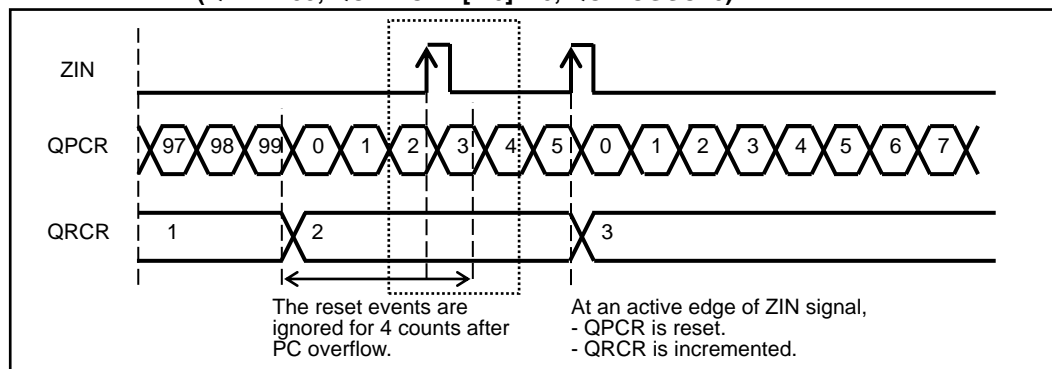 ZIN
QPCR 97 98 99 0 1 2 3 4 5 0 1 2 3 4 5 6 7
QRCR 1 2 3
The reset events are
ignored for 4 counts after
PC overflow.
At an active edge of ZIN signal,
- QPCR is reset.
- QRCR is incremented.